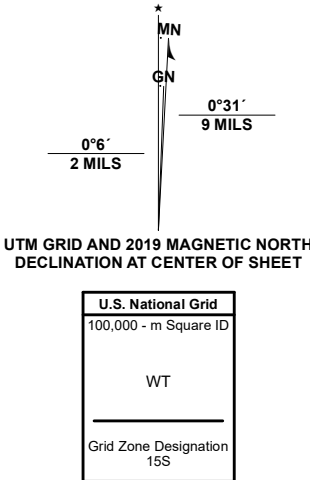 ★
MN
GN
0°31´
9 MILS
0°6´
2 MILS
UTM GRID AND 2019 MAGNETIC NORTH
DECLINATION AT CENTER OF SHEET
U.S. National Grid
100,000 - m Square ID
WT
Grid Zone Designation
15S